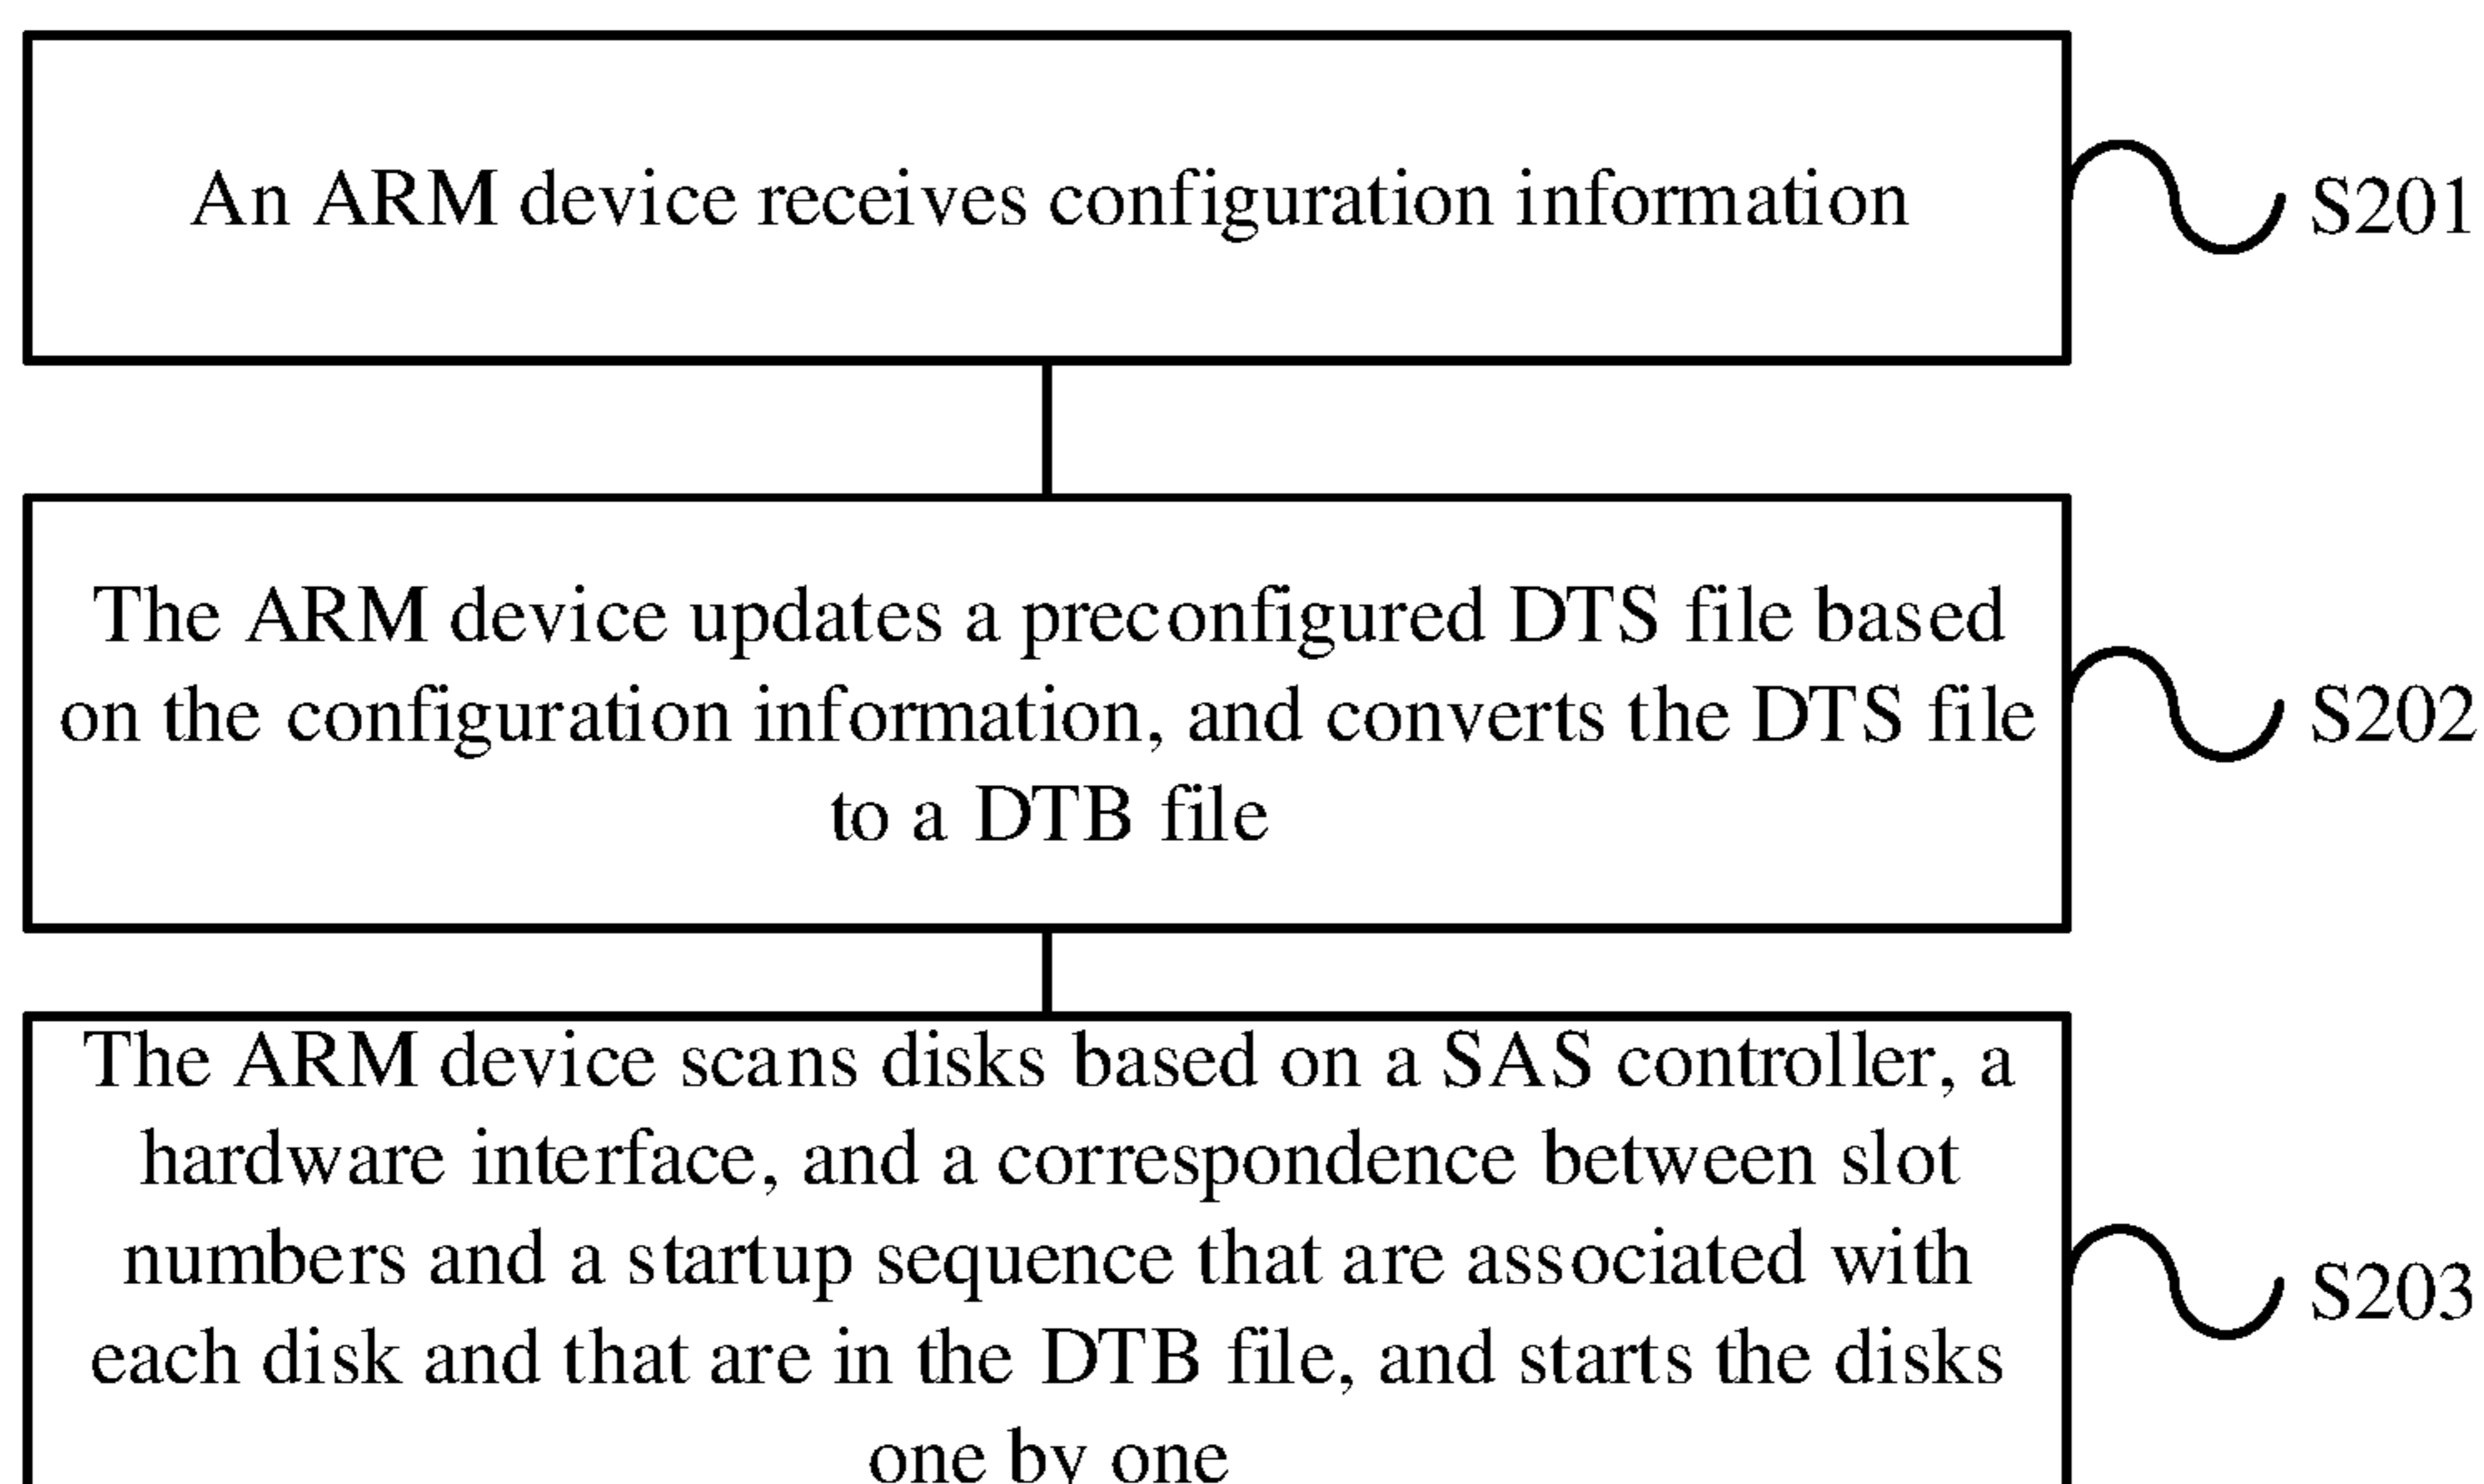 An ARM device receives configuration information
S201
The ARM device updates a preconfigured DTS file based
on the configuration information, and converts the DTS file
to a DTB file
S202
The ARM device scans disks based on a SAS controller, a
hardware interface, and a correspondence between slot
numbers and a startup sequence that are associated with
each disk and that are in the DTB file, and starts the disks
one by one
S203